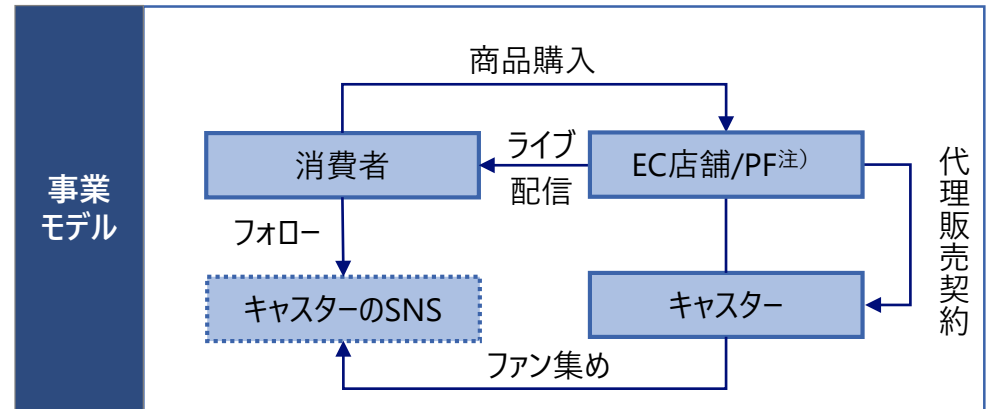 事業
モデル
商品購入
消費者
ライブ
配信
EC店舗/PF注）
代理販売契約
フォロー
キャスターのSNS
キャスター
ファン集め